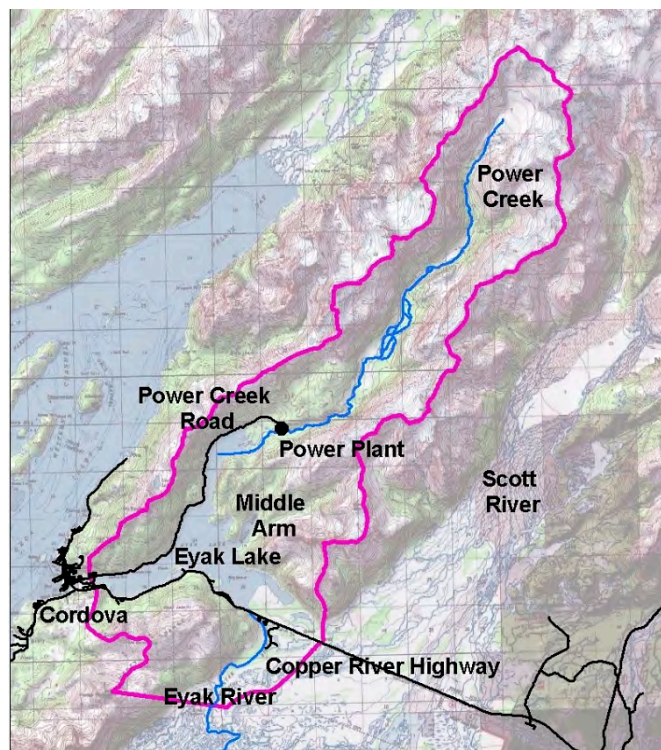 Power
Creek
Power Creek
Road
Power Plant
Scott
River
Middle
Arm
Eyak Lake
Cordova
Copper River Highway
Eyak River